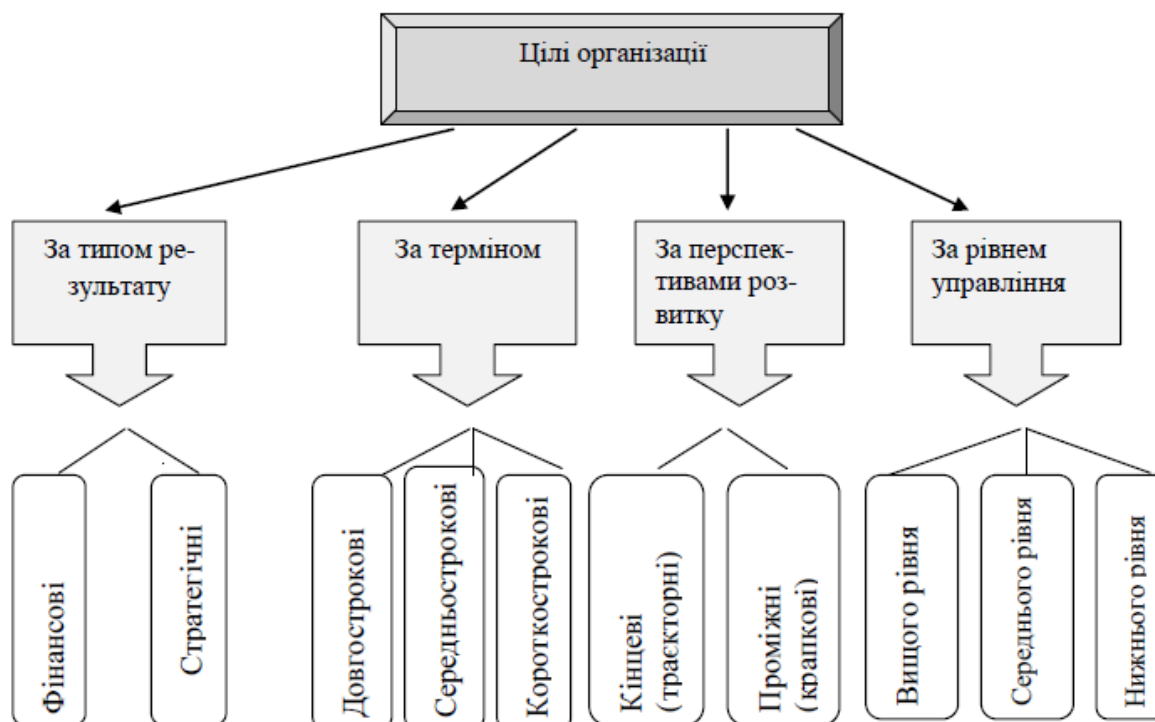 Цілі організації
За типом ре-
зультату
За терміном
За перспек-
тивами роз-
витку
За рівнем
управління
Фінансові
Стратегічні
Довгострокові
Середньострокові
Короткострокові
Кінцеві
(траєкторні)
Проміжні
(крапкові)
Вищого рівня
Середнього рівня
Нижнього рівня